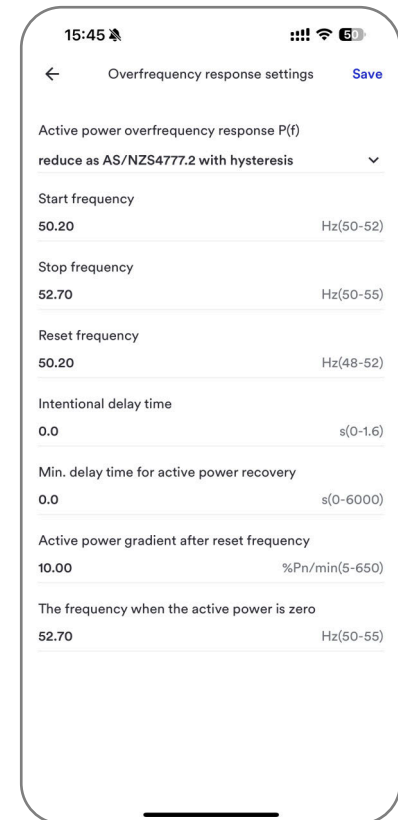 15:45
50
Overfrequency response settings Save
Active power overfrequency response P(f)
reduce as AS/NZS4777.2 with hysteresis
Start frequency
50.20 Hz(50-52)
Stop frequency
52.70 Hz(50-55)
Reset frequency
50.20 Hz(48-52)
Intentional delay time
0.0 s(0-1.6)
Min. delay time for active power recovery
0.0 s(0-6000)
Active power gradient after reset frequency
10.00 %Pn/min(5-650)
The frequency when the active power is zero
52.70 Hz(50-55)